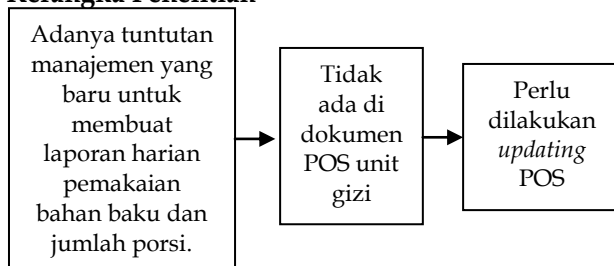 Kerangka Penelitian
Adanya tuntutan
manajemen yang
baru untuk
membuat
laporan harian
pemakaian
bahan baku dan
jumlah porsi.
Tidak
ada di
dokumen
POS unit
gizi
Perlu
dilakukan
updating
POS